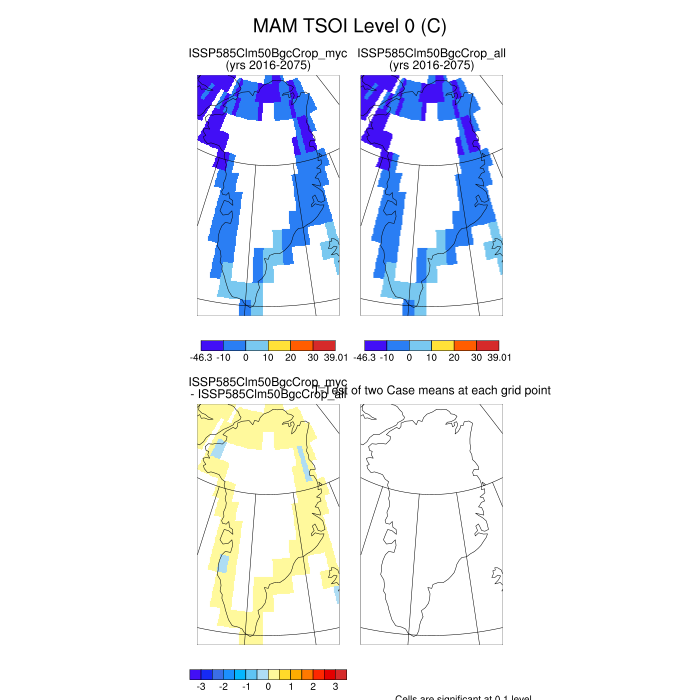 MAM TSOI Level 0 (C)
ISSP585Clm50BgcCrop_myc
(yrs 2016-2075)
ISSP585Clm50BgcCrop_all
(yrs 2016-2075)
-46.3 -10 0 10 20 30 39.01
-46.3 -10 0 10 20 30 39.01
ISSP585Clm50BgcCrop_myc
- ISSP585Clm50BgcCrop_all
T-Test of two Case means at each grid point
-3 -2 -1 0 1 2 3
Cells are significant at 0.1 level